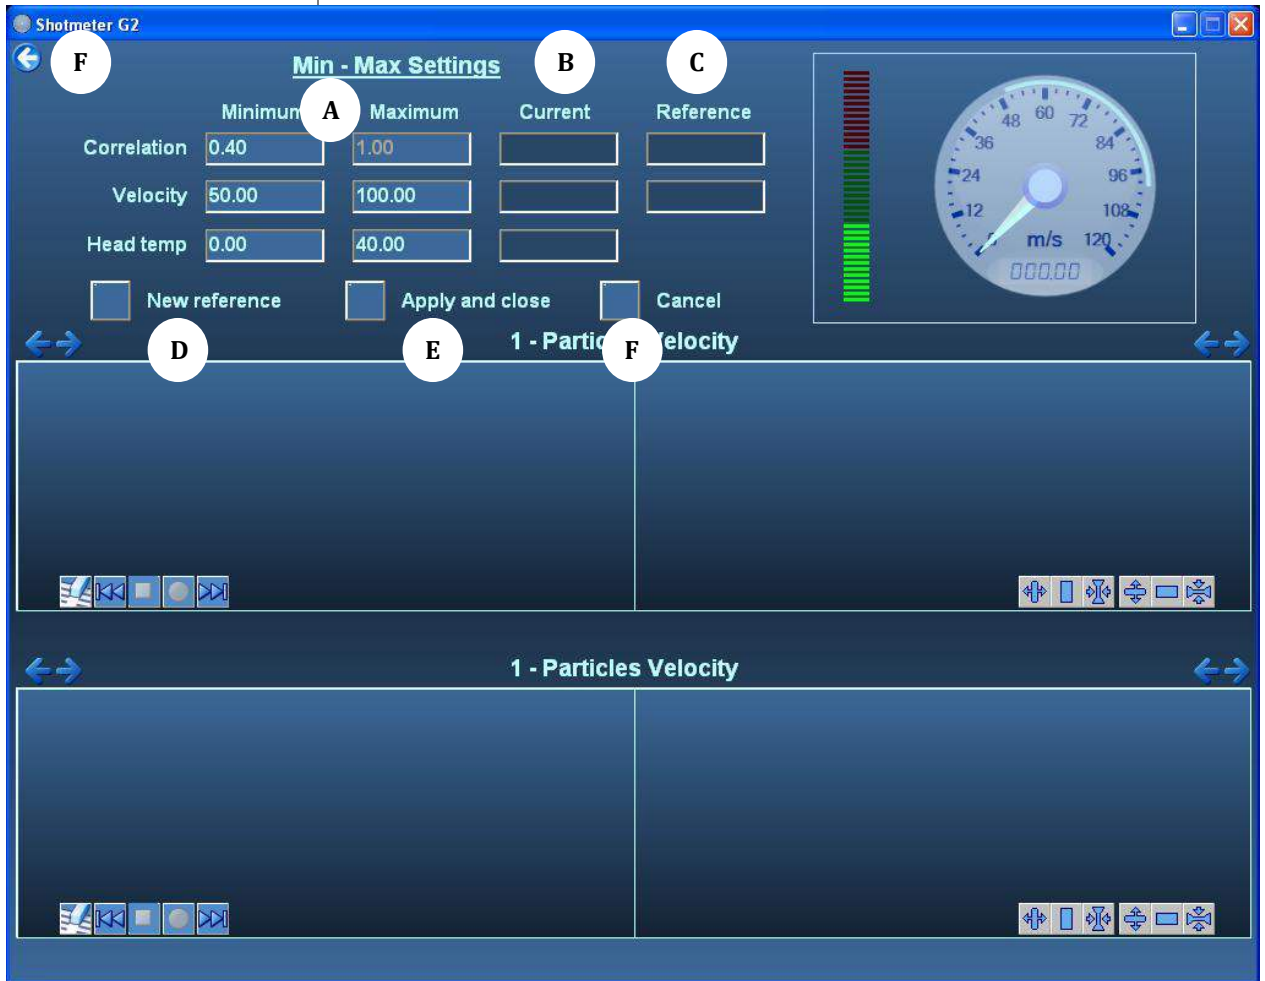 Shotmeter G2
F
Min - Max Settings
B
C
Minimum
A
Maximum
Current
Reference
Correlation 0.40 1.00
Velocity 50.00 100.00
Head temp 0.00 40.00
New reference
Apply and close
Cancel
0 12 24 36 48 60 72 84 96 108 120
m/s
000.00
D
E
F
1 - Partic elocity
1 - Particles Velocity